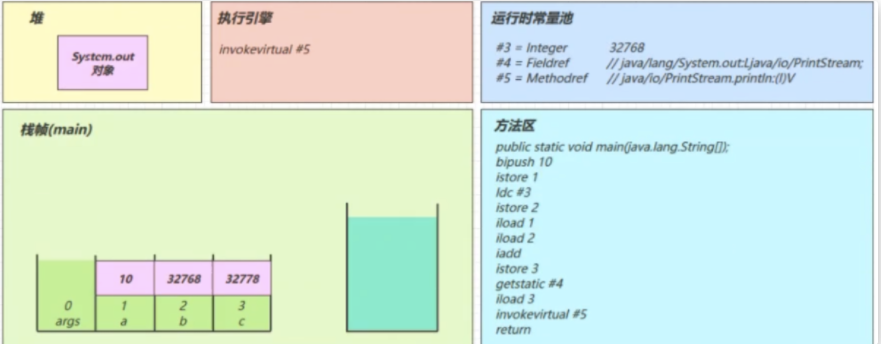 堆
System.out
对象
执行引擎
invokevirtual #5
运行时常量池
#3 = Integer 32768
#4 = Fieldref // java/lang/System.out:Ljava/io/PrintStream;
#5 = Methodref // java/io/PrintStream.println:(I)V
栈帧(main)
10 32768 32778
0 1 2 3
args a b c
方法区
public static void main(java.lang.String[]);
bipush 10
istore 1
ldc #3
istore 2
iload 1
iload 2
iadd
istore 3
getstatic #4
iload 3
invokevirtual #5
return